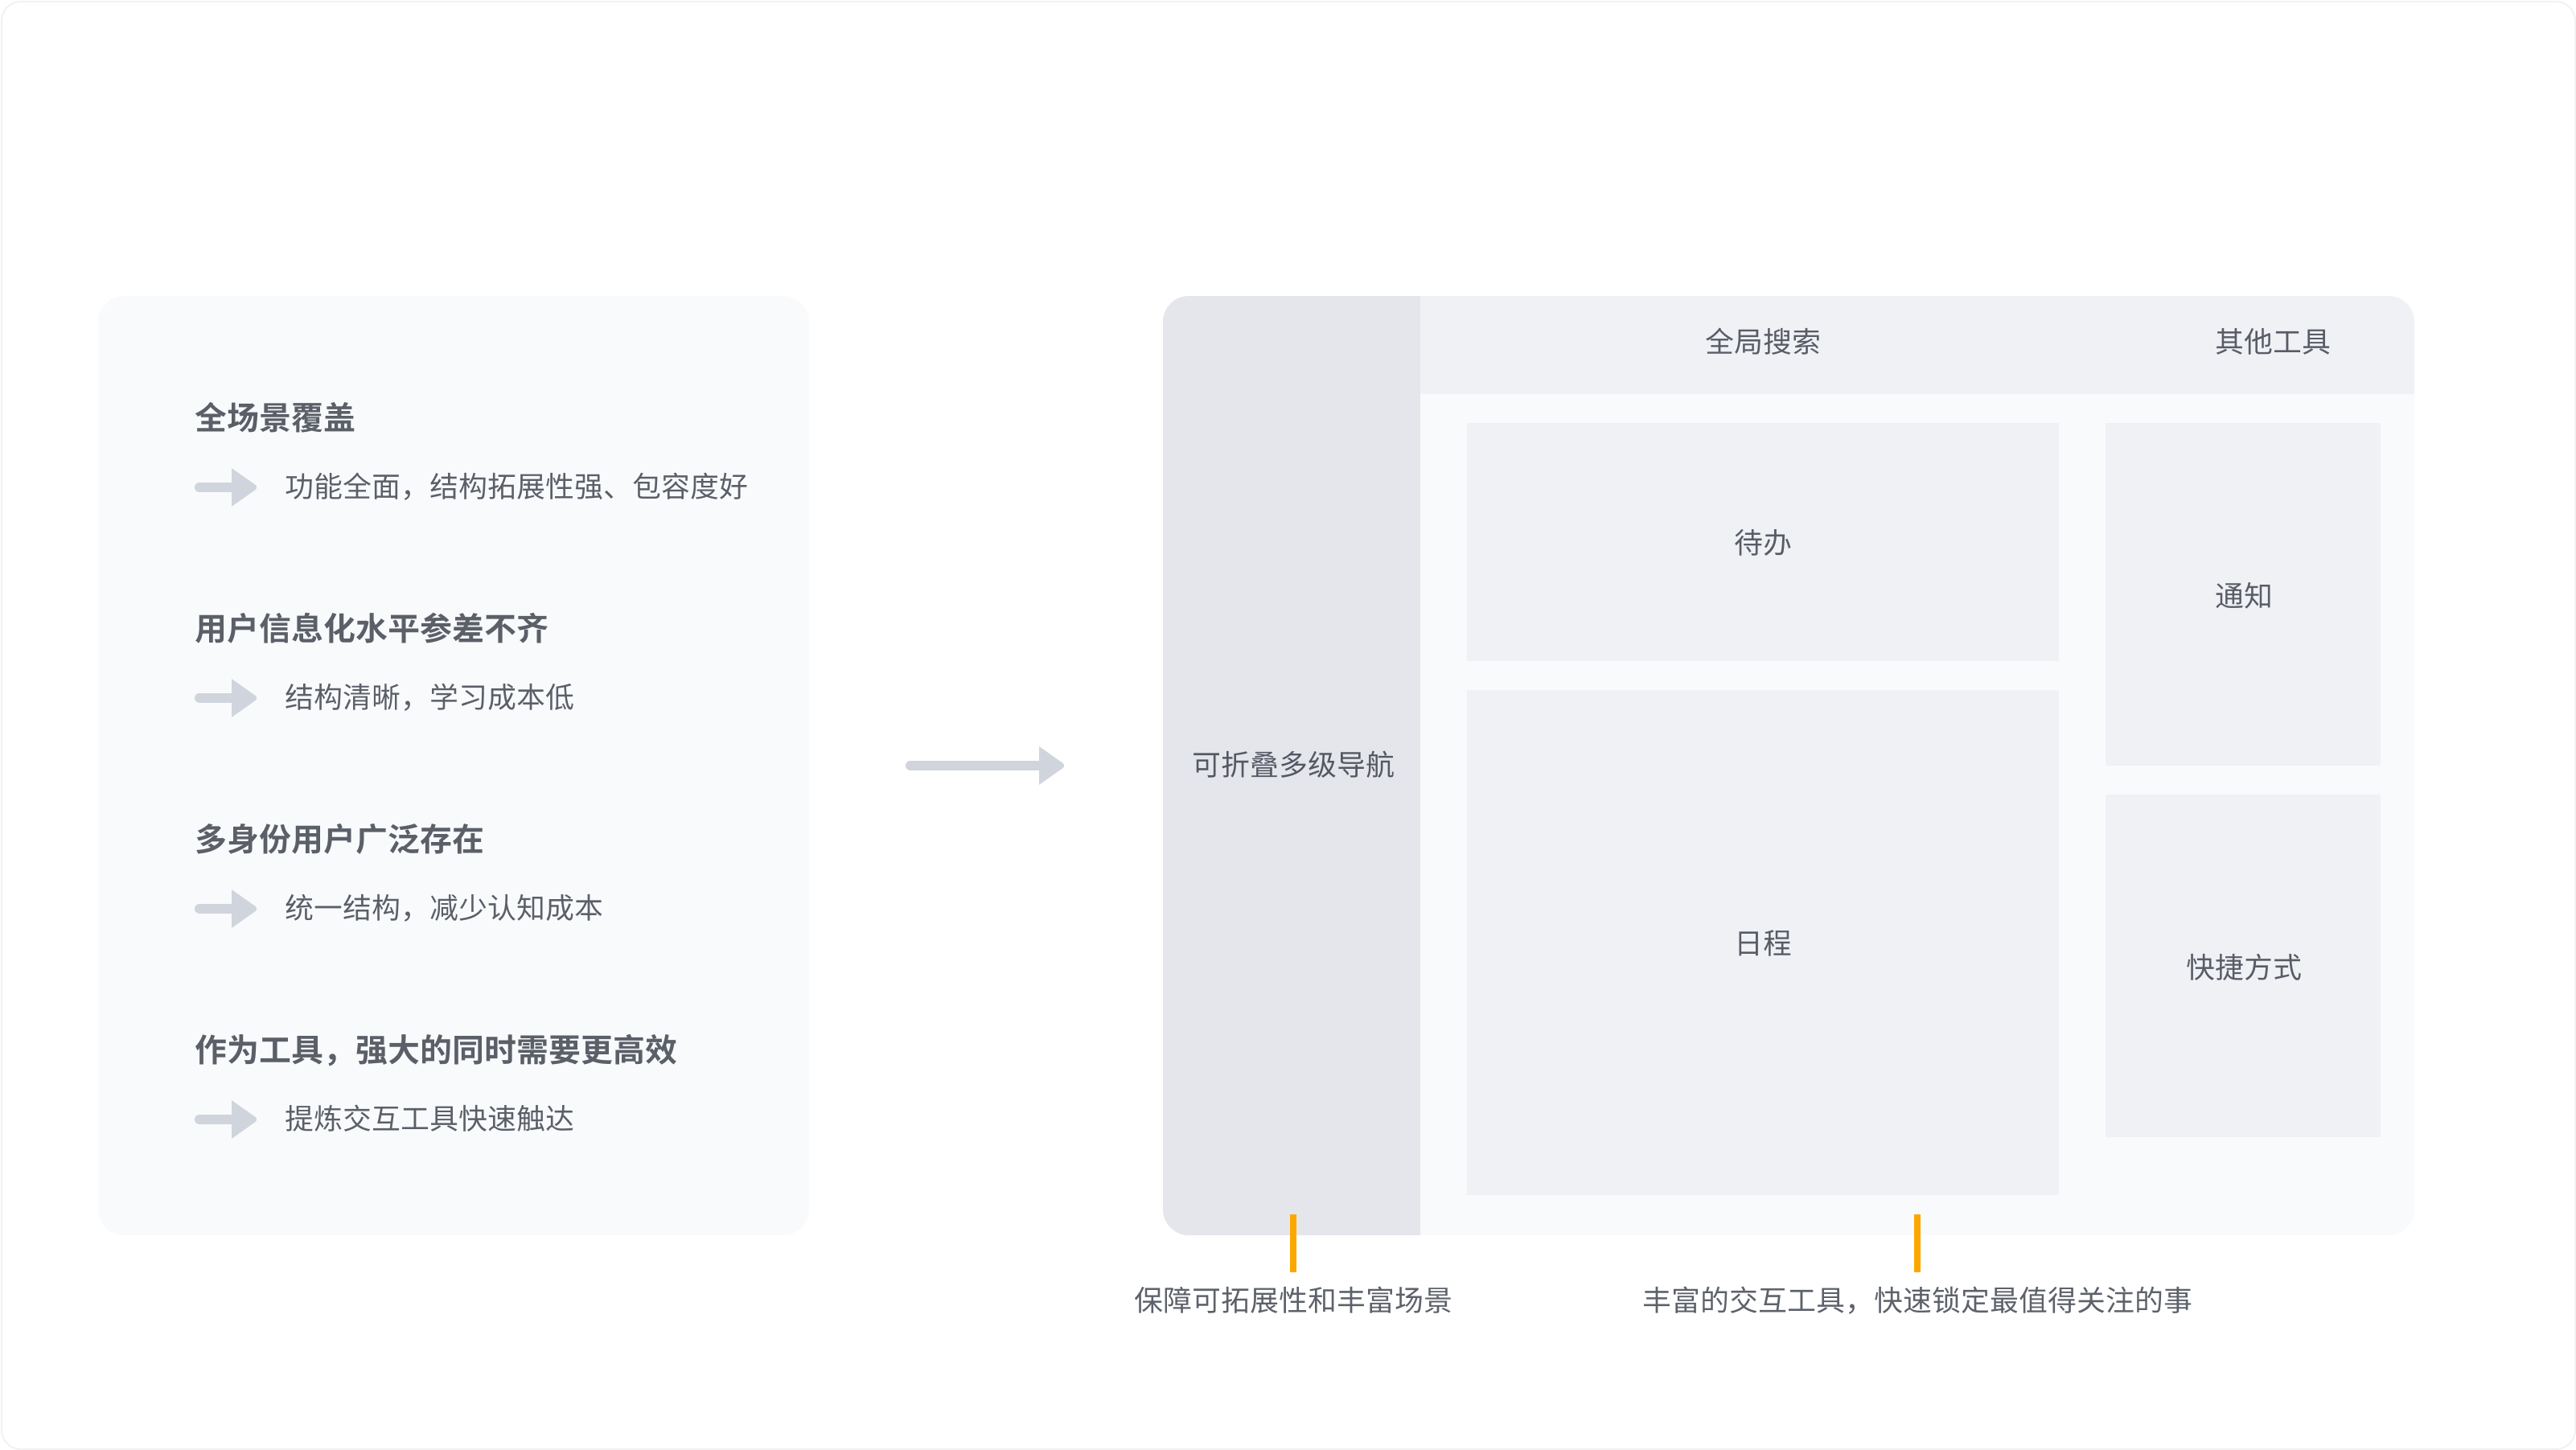 全场景覆盖
功能全面，结构拓展性强、包容度好
用户信息化水平参差不齐
结构清晰，学习成本低
多身份用户广泛存在
统一结构，减少认知成本
作为工具，强大的同时需要更高效
提炼交互工具快速触达
可折叠多级导航
全局搜索
其他工具
待办
通知
日程
快捷方式
保障可拓展性和丰富场景
丰富的交互工具，快速锁定最值得关注的事